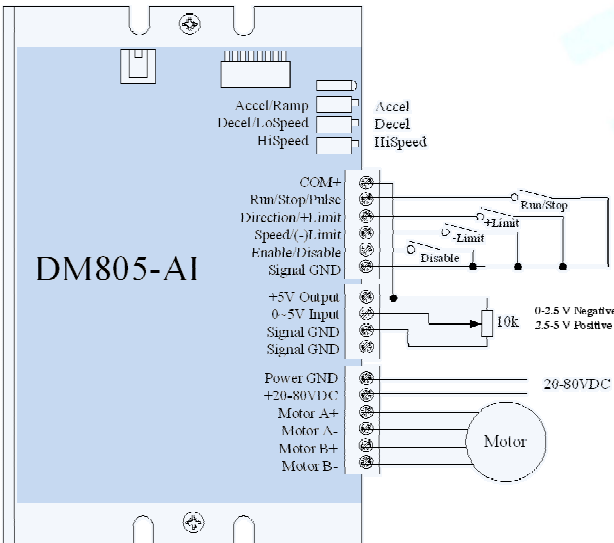 Accel/Ramp Accel
Decel/LoSpeed Decel
HiSpeed HiSpeed
COM+
Run/Stop/Pulse Run/Stop
Direction/+Limit +Limit
Speed/(-)Limit -Limit
Enable/Disable Disable
Signal GND
DM805-AI
+5V Output
0~5V Input 10k 0-2.5 V Negative
Signal GND 2.5-5 V Positive
Signal GND
Power GND 20-80VDC
+20-80VDC
Motor A+
Motor A-
Motor B+ Motor
Motor B-